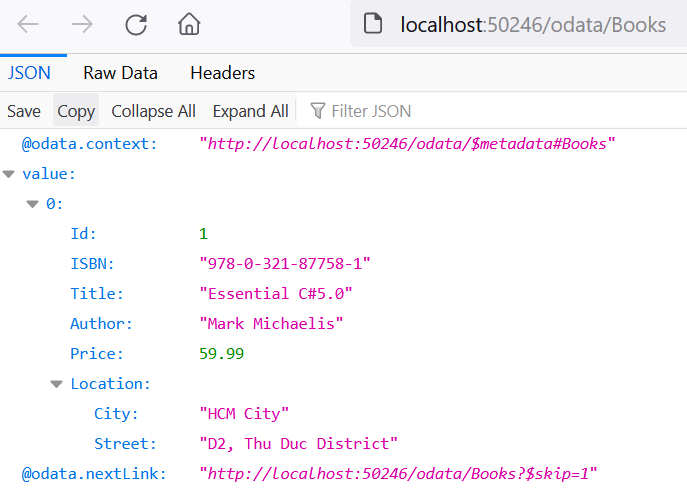 localhost:50246/odata/Books
JSON Raw Data Headers
Save Copy Collapse All Expand All Filter JSON
@odata.context: "http://localhost:50246/odata/$metadata#Books"
value:
0:
Id: 1
ISBN: "978-0-321-87758-1"
Title: "Essential C#5.0"
Author: "Mark Michaelis"
Price: 59.99
Location:
City: "HCM City"
Street: "D2, Thu Duc District"
@odata.nextLink: "http://localhost:50246/odata/Books?$skip=1"